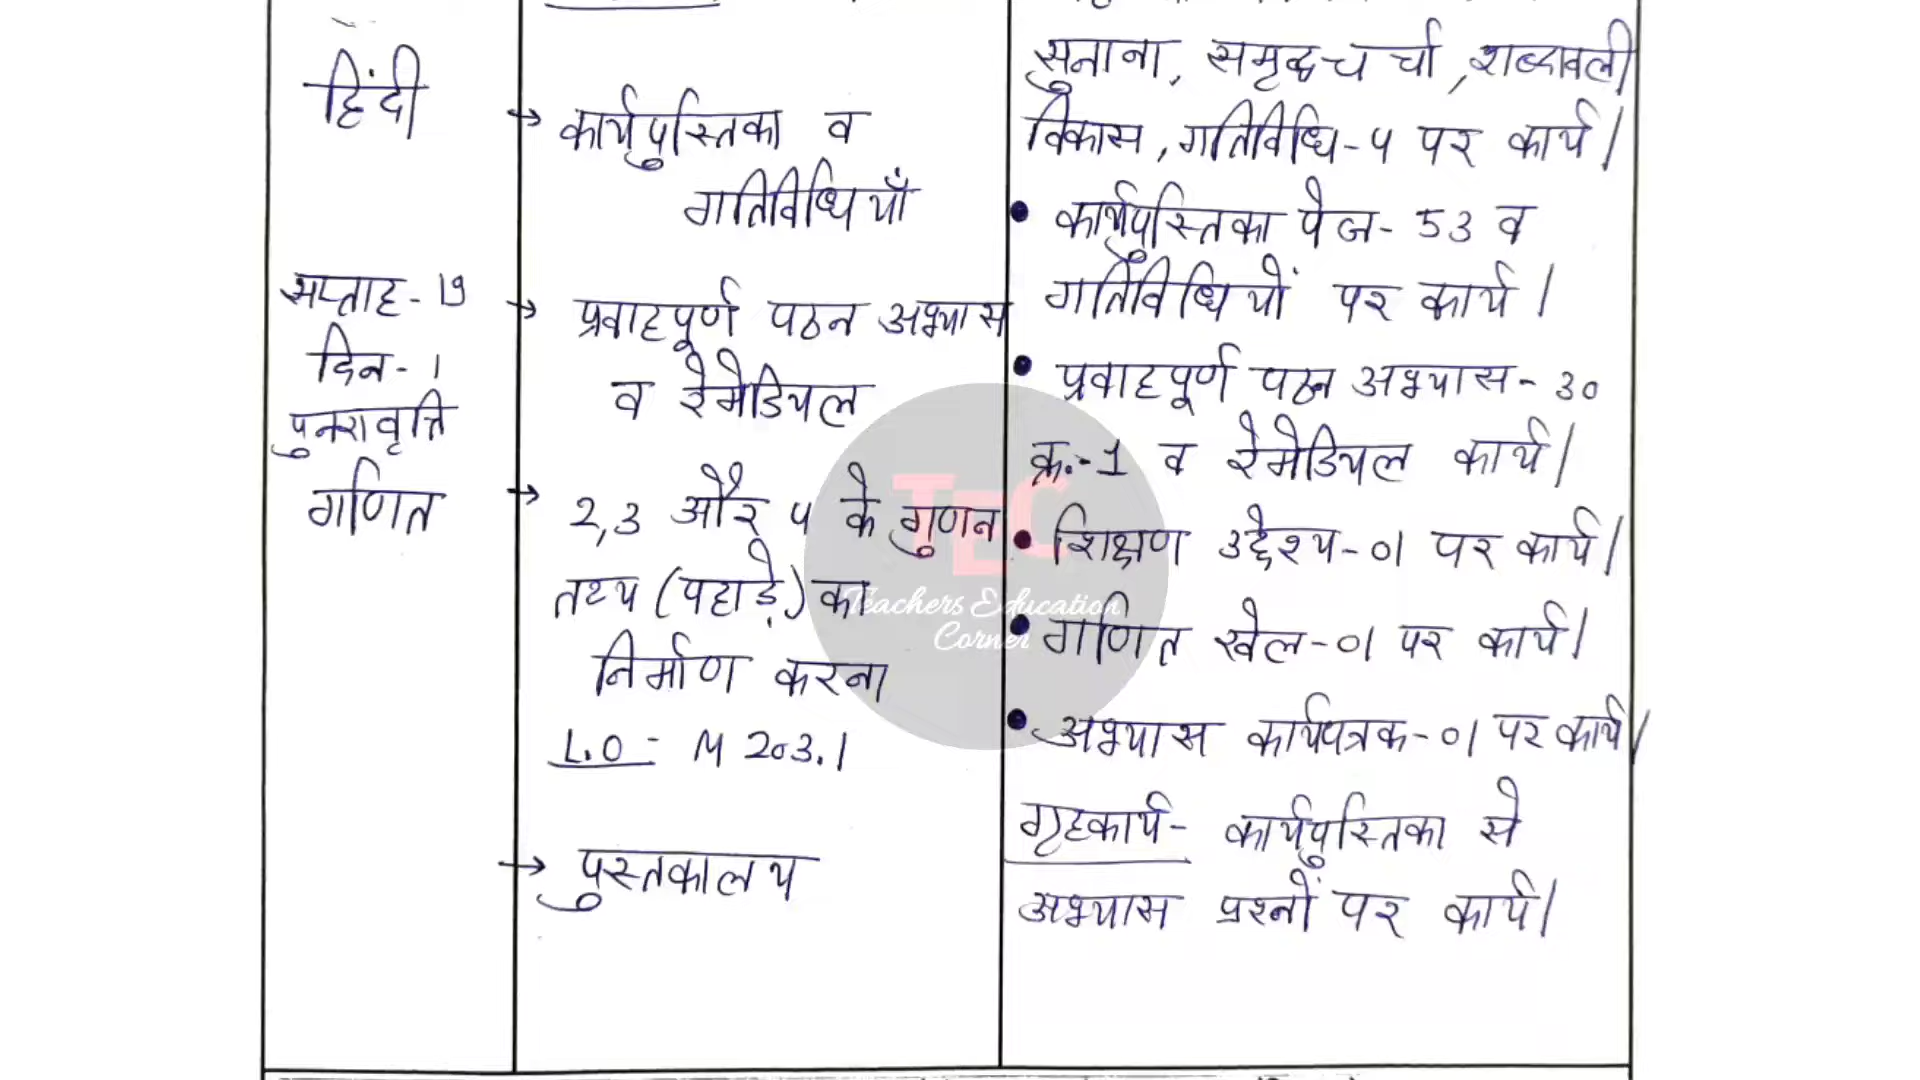 हिंदी
सप्ताह- 19
दिन- 1
पुनरावृत्ति
गणित
→ कार्यपुस्तिका व
गतिविधियाँ
→ प्रवाहपूर्ण पठन अभ्यास
व रेमेडियल
→ 2,3 और 4 के गुणन
तथ्य (पहाड़े) का
निर्माण करना
L.O - M 203.1
→ पुस्तकालय
सुनाना, समृद्ध चर्चा, शब्दावली
विकास, गतिविधि-4 पर कार्य।
• कार्यपुस्तिका पेज- 53 व
गतिविधियों पर कार्य।
• प्रवाहपूर्ण पठन अभ्यास- 30
क्र.-1 व रेमेडियल कार्य।
• शिक्षण उद्देश्य-01 पर कार्य।
• गणित खेल-01 पर कार्य।
• अभ्यास कार्यपत्रक-01 पर कार्य।
गृहकार्य- कार्यपुस्तिका से
अभ्यास प्रश्नों पर कार्य।
TEC
Teachers Education
Corner